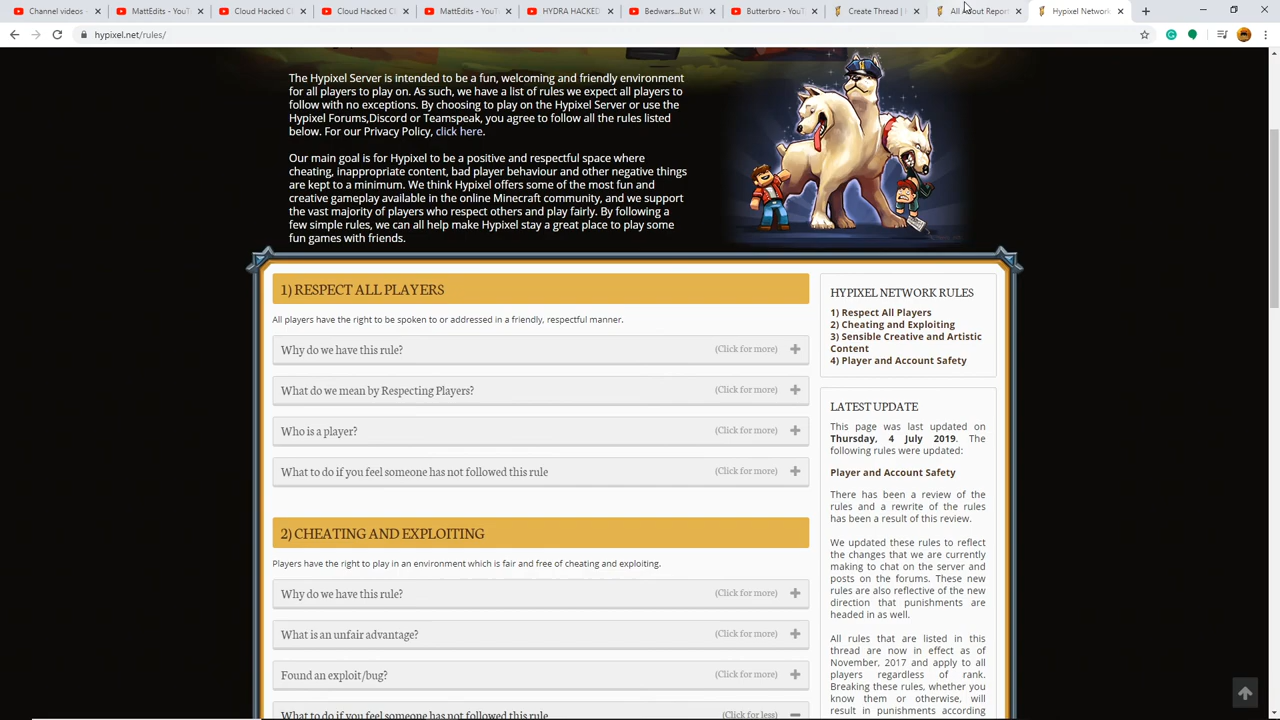 Channel videos - YouT
MattEdits - YouTu
Cloud Hacked Cl
Cloud Hacked Cl
MattEdits - YouTu
HYDRA HACKED
Bedwars...But W
Butterbro - YouT
Create Thread |
All About Report
Hypixel Network
hypixel.net/rules/
The Hypixel Server is intended to be a fun, welcoming and friendly environment
for all players to play on. As such, we have a list of rules we expect all players to
follow with no exceptions. By choosing to play on the Hypixel Server or use the
Hypixel Forums,Discord or Teamspeak, you agree to follow all the rules listed
below. For our Privacy Policy, click here.
Our main goal is for Hypixel to be a positive and respectful space where
cheating, inappropriate content, bad player behaviour and other negative things
are kept to a minimum. We think Hypixel offers some of the most fun and
creative gameplay available in the online Minecraft community, and we support
the vast majority of players who respect others and play fairly. By following a
few simple rules, we can all help make Hypixel stay a great place to play some
fun games with friends.
1) RESPECT ALL PLAYERS
All players have the right to be spoken to or addressed in a friendly, respectful manner.
Why do we have this rule? (Click for more)
What do we mean by Respecting Players? (Click for more)
Who is a player? (Click for more)
What to do if you feel someone has not followed this rule (Click for more)
2) CHEATING AND EXPLOITING
Players have the right to play in an environment which is fair and free of cheating and exploiting.
Why do we have this rule? (Click for more)
What is an unfair advantage? (Click for more)
Found an exploit/bug? (Click for more)
What to do if you feel someone has not followed this rule (Click for less)
HYPIXEL NETWORK RULES
1) Respect All Players
2) Cheating and Exploiting
3) Sensible Creative and Artistic
Content
4) Player and Account Safety
LATEST UPDATE
This page was last updated on
Thursday, 4 July 2019. The
following rules were updated:
Player and Account Safety
There has been a review of the
rules and a rewrite of the rules
has been a result of this review.
We updated these rules to reflect
the changes that we are currently
making to chat on the server and
posts on the forums. These new
rules are also reflective of the new
direction that punishments are
headed in as well.
All rules that are listed in this
thread are now in effect as of
November, 2017 and apply to all
players regardless of rank.
Breaking these rules, whether you
know them or otherwise, will
result in punishments according